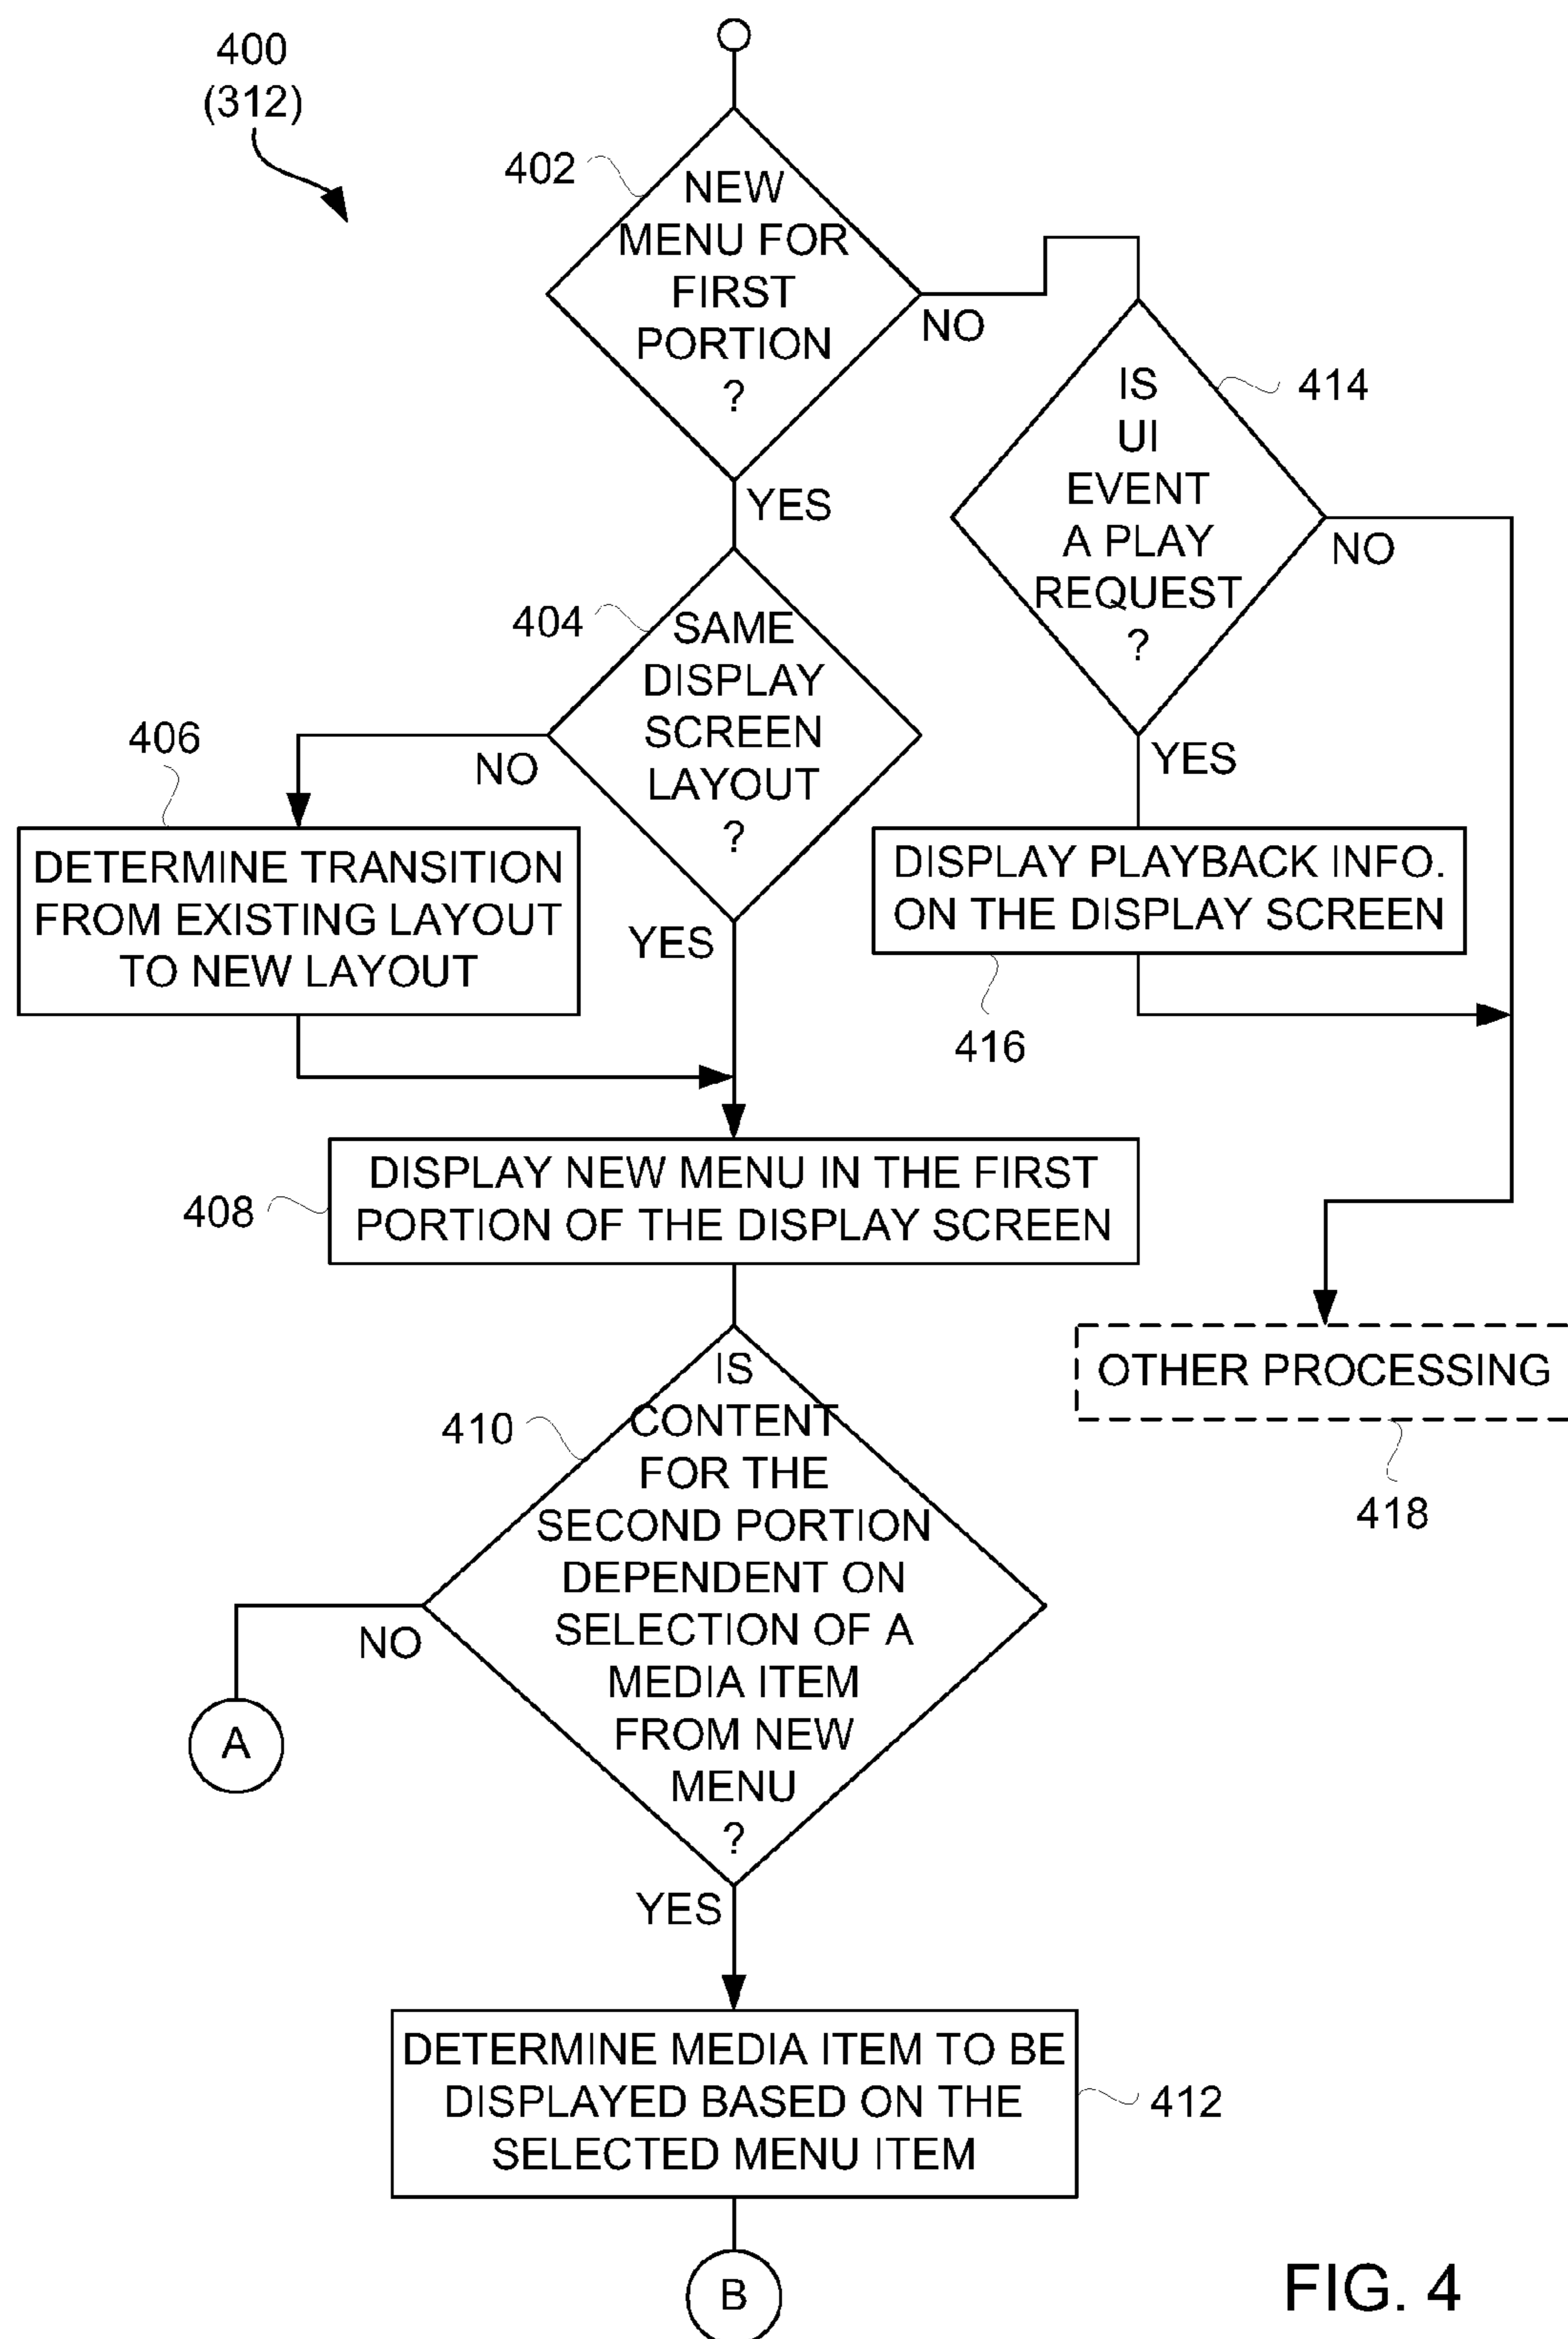 400
(312)
402
NEW
MENU FOR
FIRST
PORTION
?
NO
YES
414
IS
UI
EVENT
A PLAY
REQUEST
?
NO
YES
404
SAME
DISPLAY
SCREEN
LAYOUT
?
NO
YES
406
DETERMINE TRANSITION
FROM EXISTING LAYOUT
TO NEW LAYOUT
DISPLAY PLAYBACK INFO.
ON THE DISPLAY SCREEN
416
408
DISPLAY NEW MENU IN THE FIRST
PORTION OF THE DISPLAY SCREEN
OTHER PROCESSING
418
410
IS
CONTENT
FOR THE
SECOND PORTION
DEPENDENT ON
SELECTION OF A
MEDIA ITEM
FROM NEW
MENU
?
NO
A
YES
DETERMINE MEDIA ITEM TO BE
DISPLAYED BASED ON THE
SELECTED MENU ITEM
412
B
FIG. 4